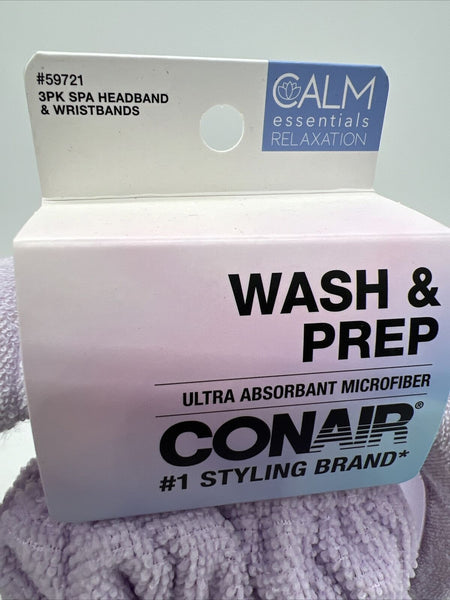 #59721
3PK SPA HEADBAND
& WRISTBANDS
CALM
essentials
RELAXATION
WASH &
PREP
ULTRA ABSORBANT MICROFIBER
CONAIR®
#1 STYLING BRAND*